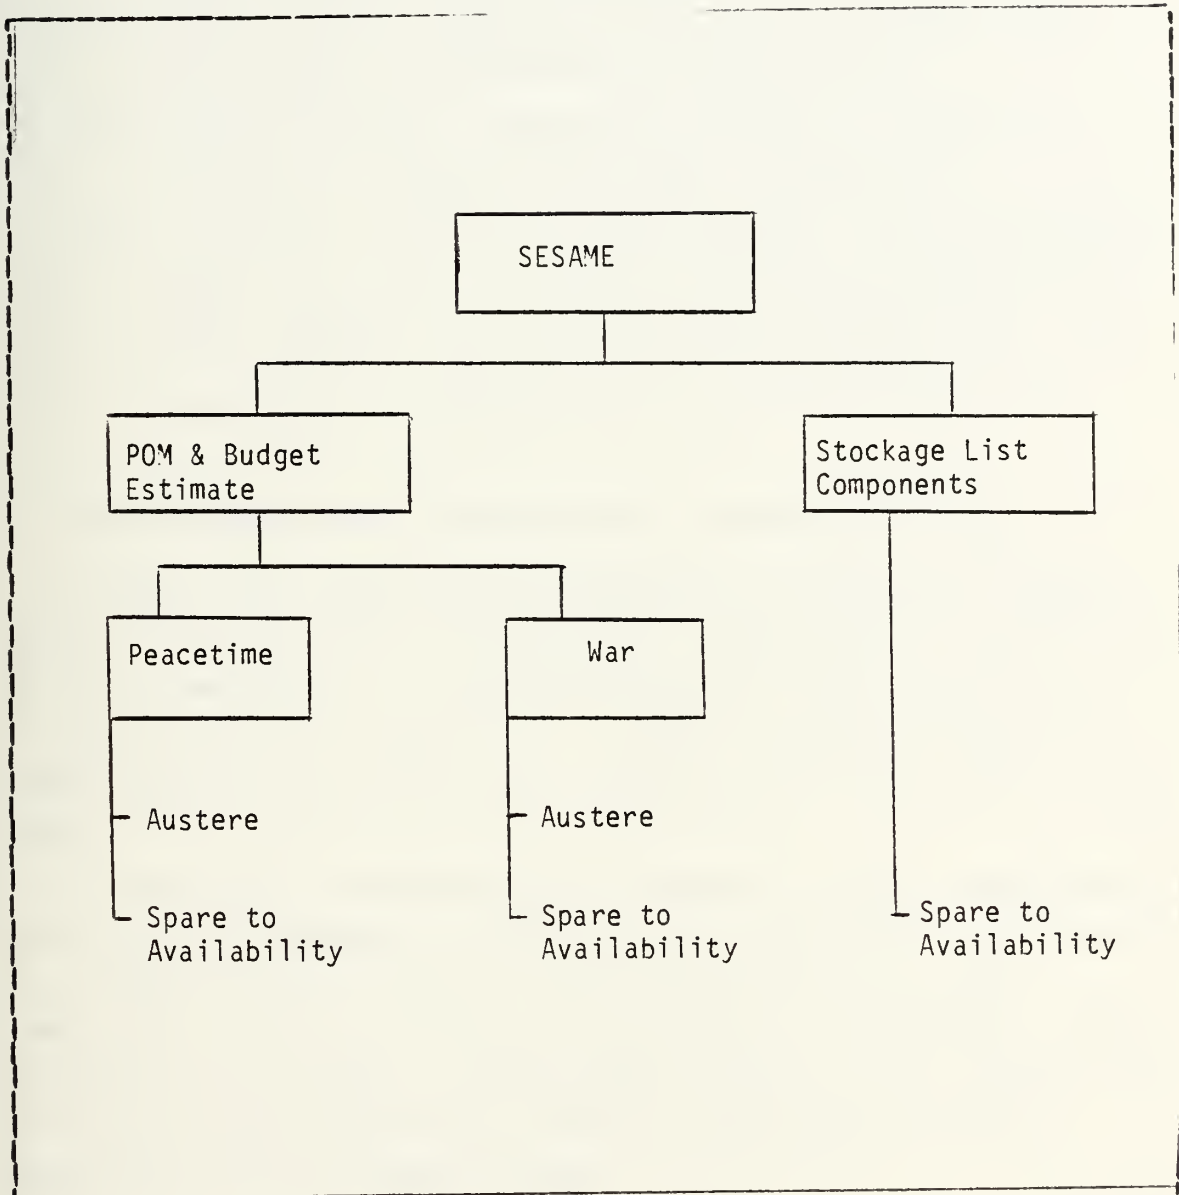 SESAME
POM & Budget
Estimate
Stockage List
Components
Peacetime
War
Austere
Austere
Spare to
Availability
Spare to
Availability
Spare to
Availability